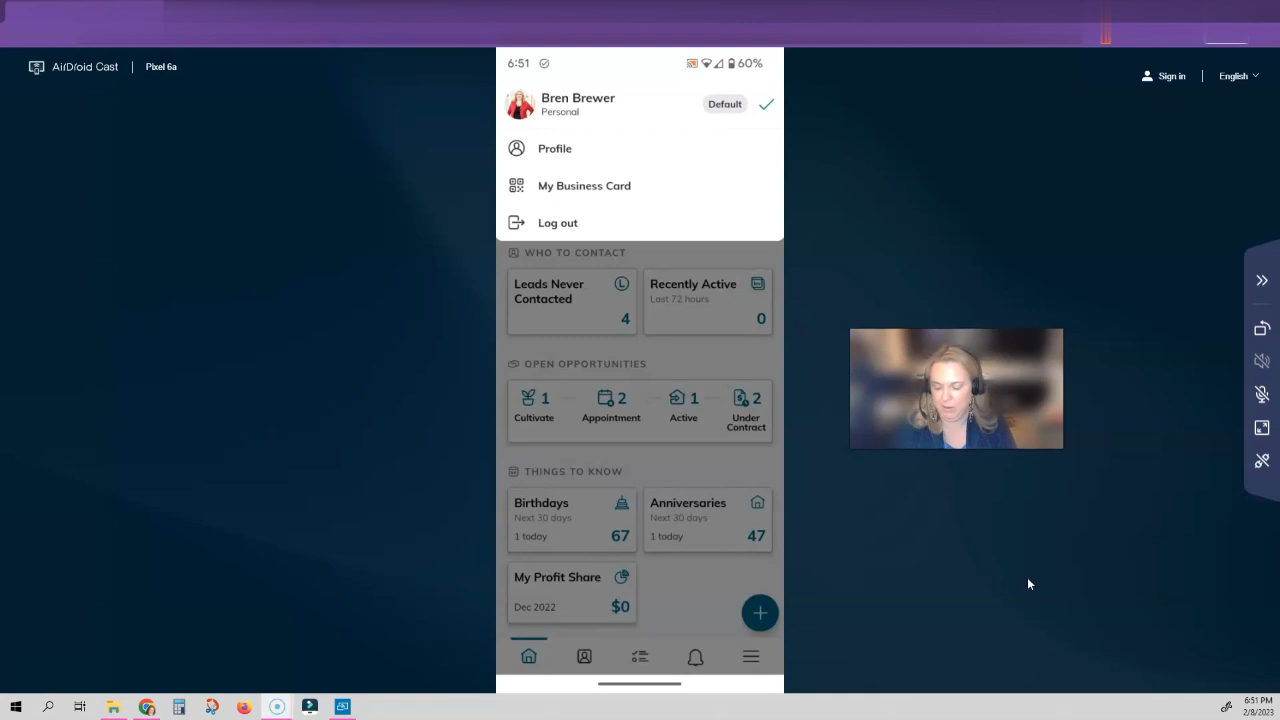 AirDroid Cast
Pixel 6a
Sign in
English
6:51
60%
Bren Brewer
Personal
Default
Profile
My Business Card
Log out
WHO TO CONTACT
Leads Never
Contacted
4
Recently Active
Last 72 hours
0
OPEN OPPORTUNITIES
1
Cultivate
2
Appointment
1
Active
2
Under
Contract
THINGS TO KNOW
Birthdays
Next 30 days
1 today
67
Anniversaries
Next 30 days
1 today
47
My Profit Share
Dec 2022
$0
6:51 PM
2/8/2023